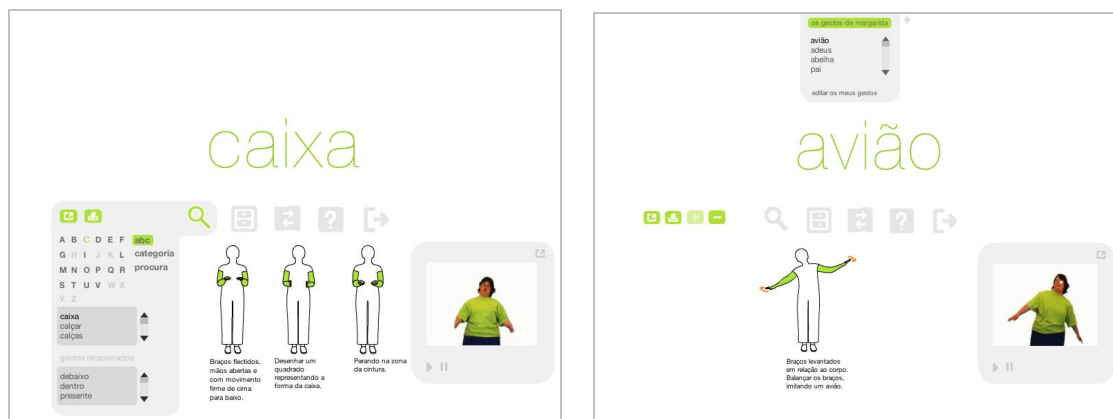 caixa
A B C D E F abc
G H I J K L categoria
M N O P Q R procura
S T U V W X
Y Z
caixa
calçar
calças
gestos relacionados
debaixo
dentro
presente
Braços flectidos,
mãos abertas e
com movimento
firme de cima
para baixo.
Desenhar um
quadrado
representando a
forma da caixa.
Parando na zona
da cintura.
os gestos de margarida
avião
adeus
abelha
pai
editar os meus gestos
avião
?
?
Braços levantados
em relação ao corpo.
Balançar os braços,
imitando um avião.